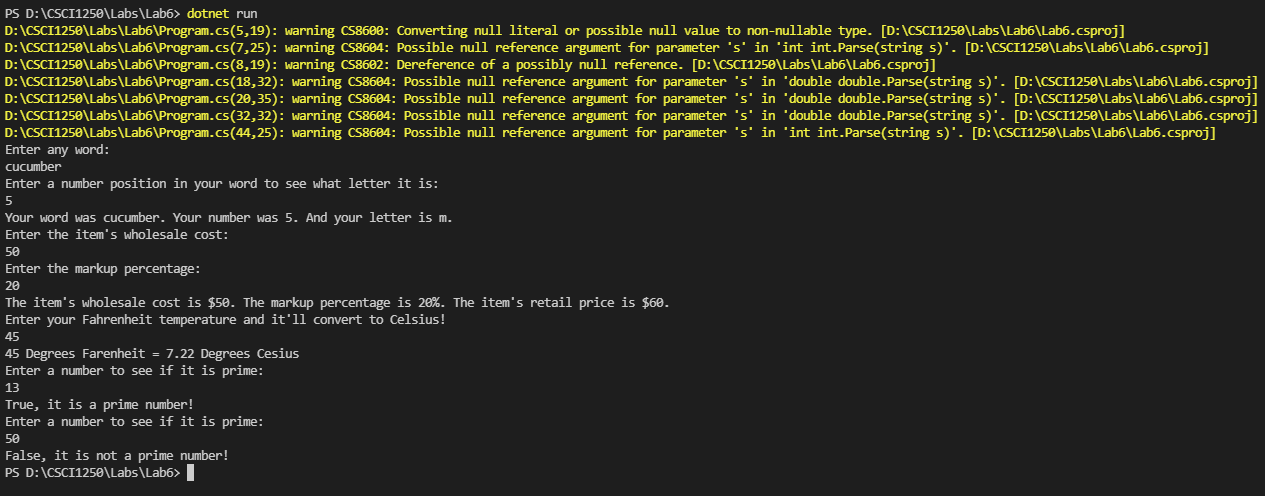 PS D:\CSCI1250\Labs\Lab6> dotnet run
D:\CSCI1250\Labs\Lab6\Program.cs(5,19): warning CS8600: Converting null literal or possible null value to non-nullable type. [D:\CSCI1250\Labs\Lab6\Lab6.csproj]
D:\CSCI1250\Labs\Lab6\Program.cs(7,25): warning CS8604: Possible null reference argument for parameter 's' in 'int int.Parse(string s)'. [D:\CSCI1250\Labs\Lab6\Lab6.csproj]
D:\CSCI1250\Labs\Lab6\Program.cs(8,19): warning CS8602: Dereference of a possibly null reference. [D:\CSCI1250\Labs\Lab6\Lab6.csproj]
D:\CSCI1250\Labs\Lab6\Program.cs(18,32): warning CS8604: Possible null reference argument for parameter 's' in 'double double.Parse(string s)'. [D:\CSCI1250\Labs\Lab6\Lab6.csproj]
D:\CSCI1250\Labs\Lab6\Program.cs(20,35): warning CS8604: Possible null reference argument for parameter 's' in 'double double.Parse(string s)'. [D:\CSCI1250\Labs\Lab6\Lab6.csproj]
D:\CSCI1250\Labs\Lab6\Program.cs(32,32): warning CS8604: Possible null reference argument for parameter 's' in 'double double.Parse(string s)'. [D:\CSCI1250\Labs\Lab6\Lab6.csproj]
D:\CSCI1250\Labs\Lab6\Program.cs(44,25): warning CS8604: Possible null reference argument for parameter 's' in 'int int.Parse(string s)'. [D:\CSCI1250\Labs\Lab6\Lab6.csproj]
Enter any word:
cucumber
Enter a number position in your word to see what letter it is:
5
Your word was cucumber. Your number was 5. And your letter is m.
Enter the item's wholesale cost:
50
Enter the markup percentage:
20
The item's wholesale cost is $50. The markup percentage is 20%. The item's retail price is $60.
Enter your Fahrenheit temperature and it'll convert to Celsius!
45
45 Degrees Farenheit = 7.22 Degrees Cesius
Enter a number to see if it is prime:
13
True, it is a prime number!
Enter a number to see if it is prime:
50
False, it is not a prime number!
PS D:\CSCI1250\Labs\Lab6>